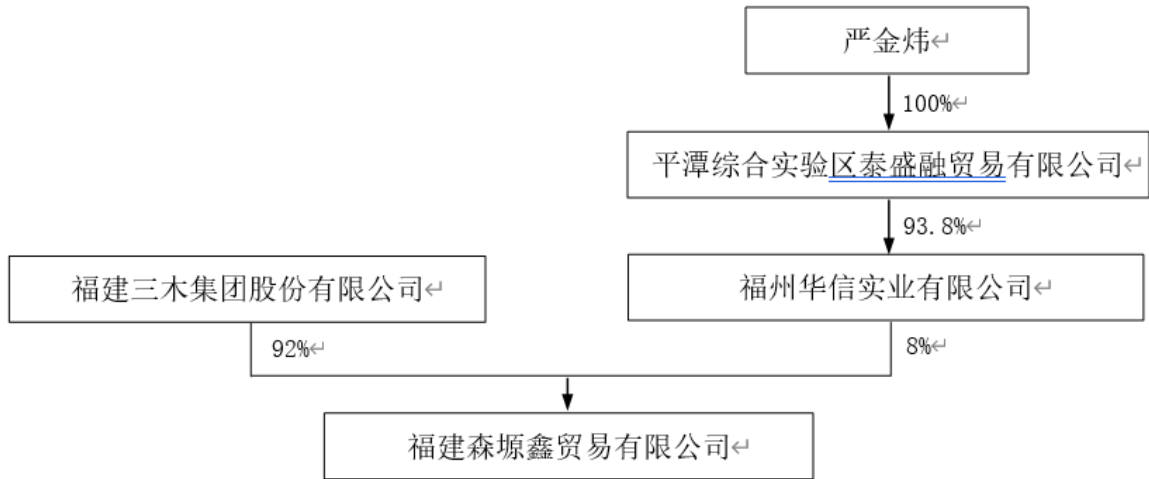 严金炜↵
100%↵
平潭综合实验区泰盛融贸易有限公司↵
93.8%↵
福建三木集团股份有限公司↵
福州华信实业有限公司↵
92%↵
8%↵
福建森塬鑫贸易有限公司↵